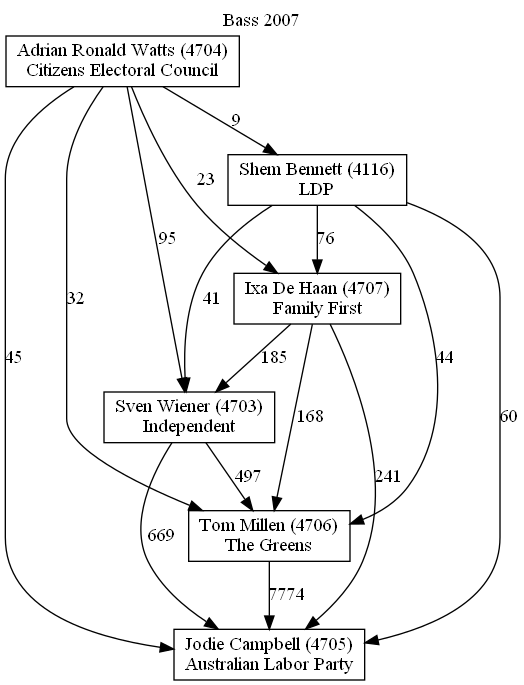 Bass 2007
Adrian Ronald Watts (4704)
Citizens Electoral Council
9
Shem Bennett (4116)
LDP
23
95
76
Ixa De Haan (4707)
Family First
32
41
45
185
44
Sven Wiener (4703)
Independent
168
60
497
241
669
Tom Millen (4706)
The Greens
7774
Jodie Campbell (4705)
Australian Labor Party